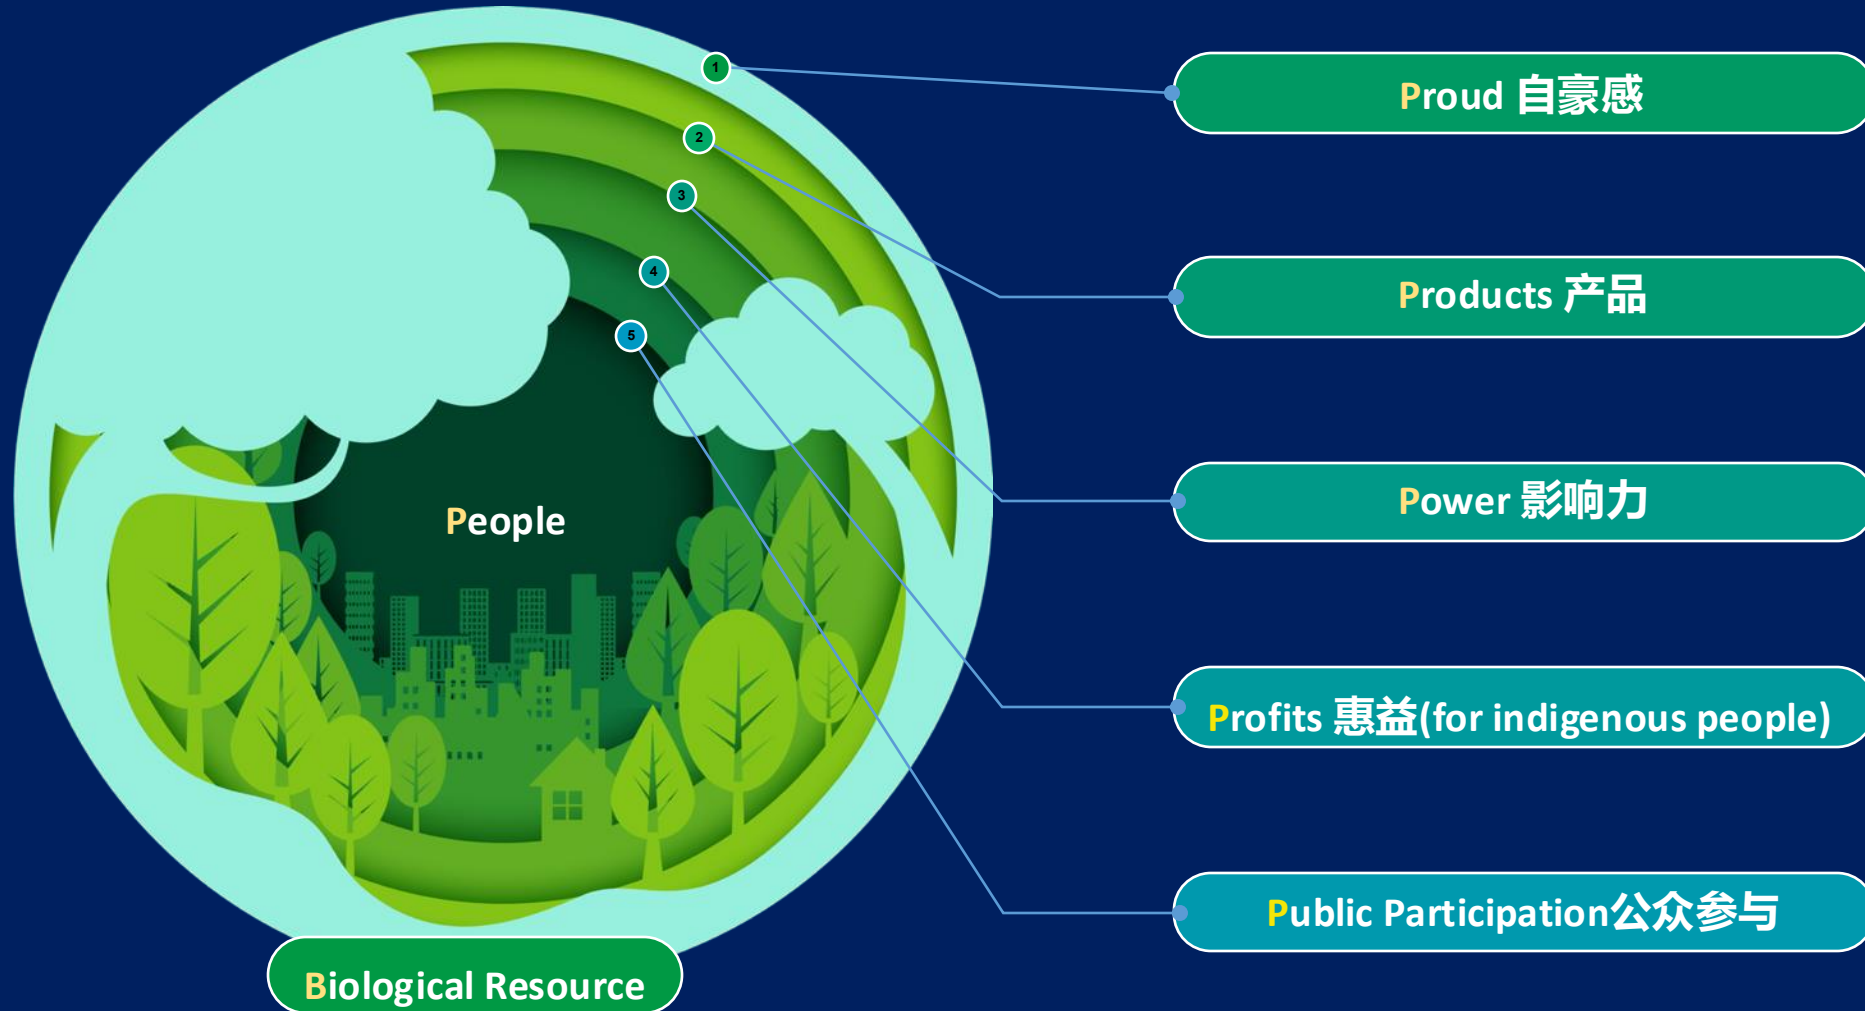 1
Proud 自豪感
2
Products 产品
3
Power 影响力
4
Profits 惠益(for indigenous people)
5
Public Participation公众参与
People
Biological Resource